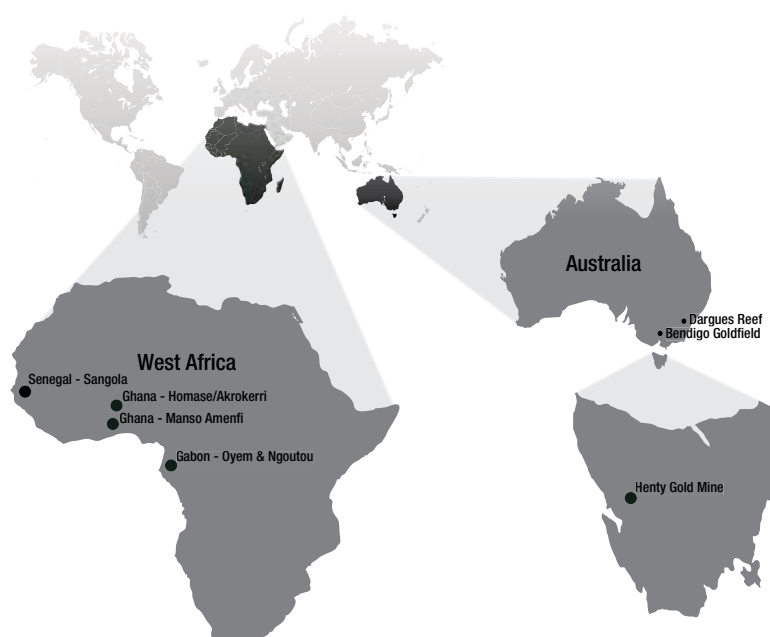 Australia
Dargues Reef
Bendigo Goldfield
West Africa
Senegal - Sangola
Ghana - Homase/Akrokerri
Ghana - Manso Amenfi
Gabon - Oyem & Ngoutou
Henty Gold Mine